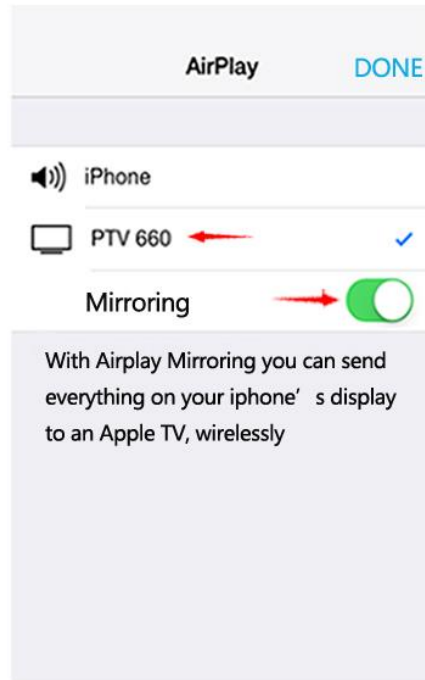 AirPlay DONE
iPhone
PTV 660
Mirroring
With Airplay Mirroring you can send
everything on your iphone’ s display
to an Apple TV, wirelessly